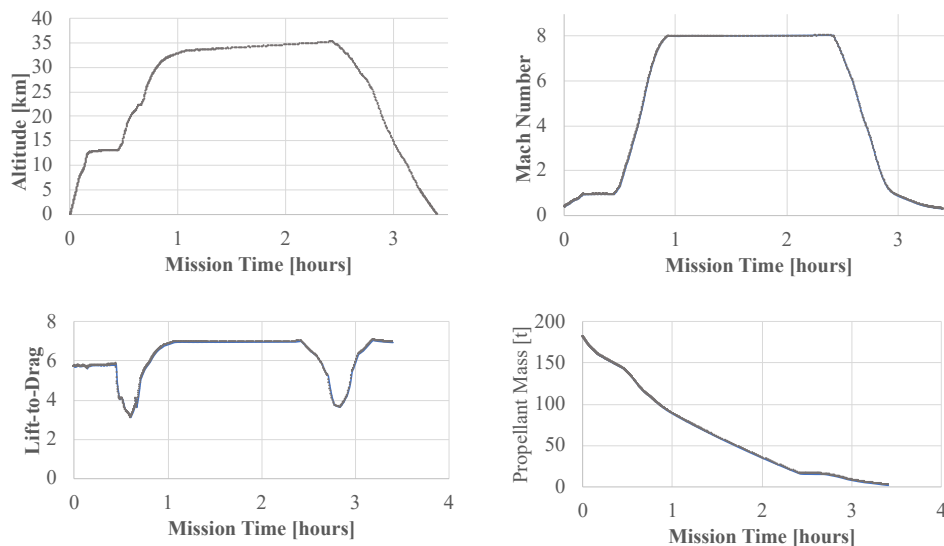 Altitude [km]
40
35
30
25
20
15
10
5
0
0 1 2 3
Mission Time [hours]
Mach Number
8
6
4
2
0
0 1 2 3
Mission Time [hours]
Lift-to-Drag
8
6
4
2
0
0 1 2 3 4
Mission Time [hours]
Propellant Mass [t]
200
150
100
50
0
0 1 2 3 4
Mission Time [hours]